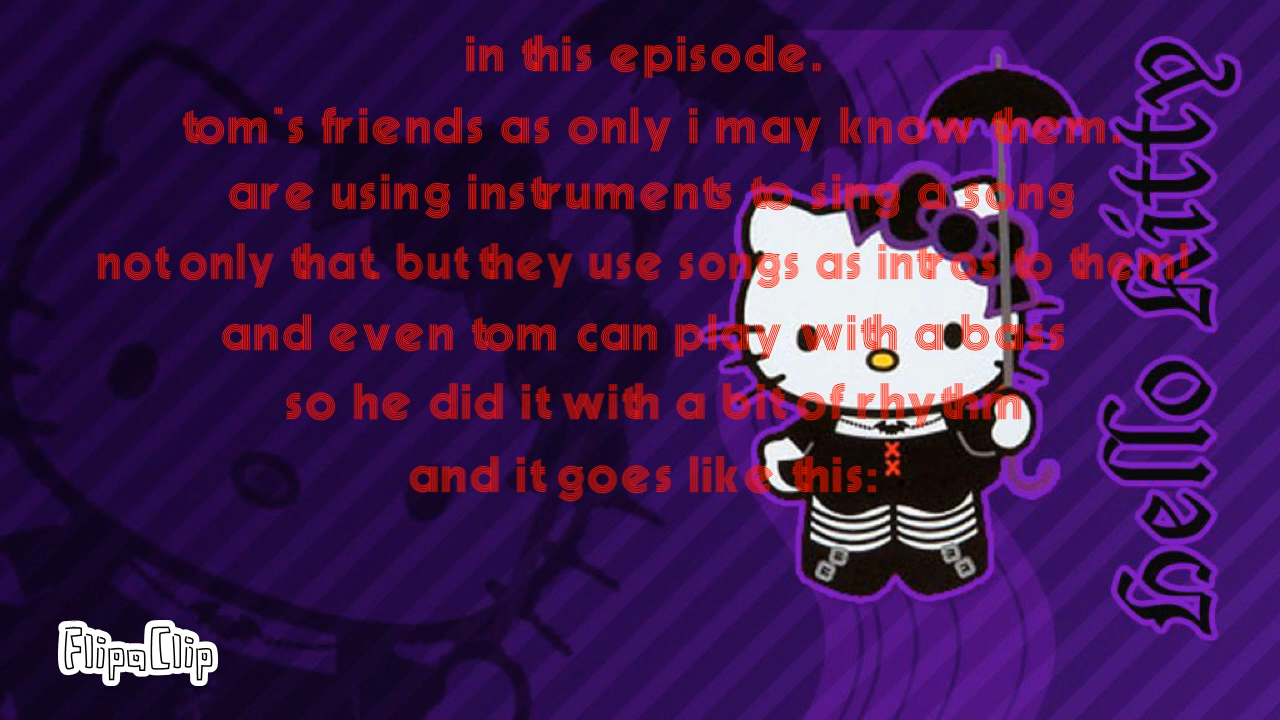 in this episode.
tom's friends as only i may know them.
are using instruments to sing a song
not only that. but they use songs as intros to them!
and even tom can play with a bass
so he did it with a bit of rhythm
and it goes like this:
hello kitty
FlipaClip